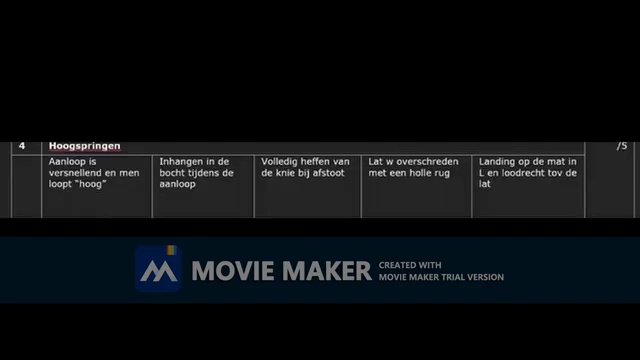 4 Hoogspringen /5
Aanloop is
versnellend en men
loopt “hoog”
Inhangen in de
bocht tijdens de
aanloop
Volledig heffen van
de knie bij afstoot
Lat w overschreden
met een holle rug
Landing op de mat in
L en loodrecht tov de
lat
MOVIE MAKER
CREATED WITH
MOVIE MAKER TRIAL VERSION